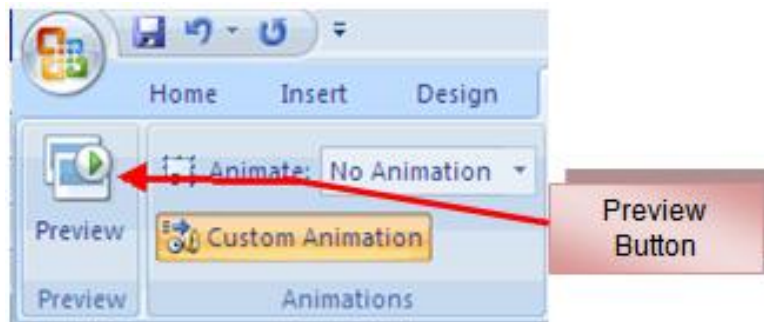 Home Insert Design
Animate: No Animation
Preview
Custom Animation
Preview
Animations
Preview
Button